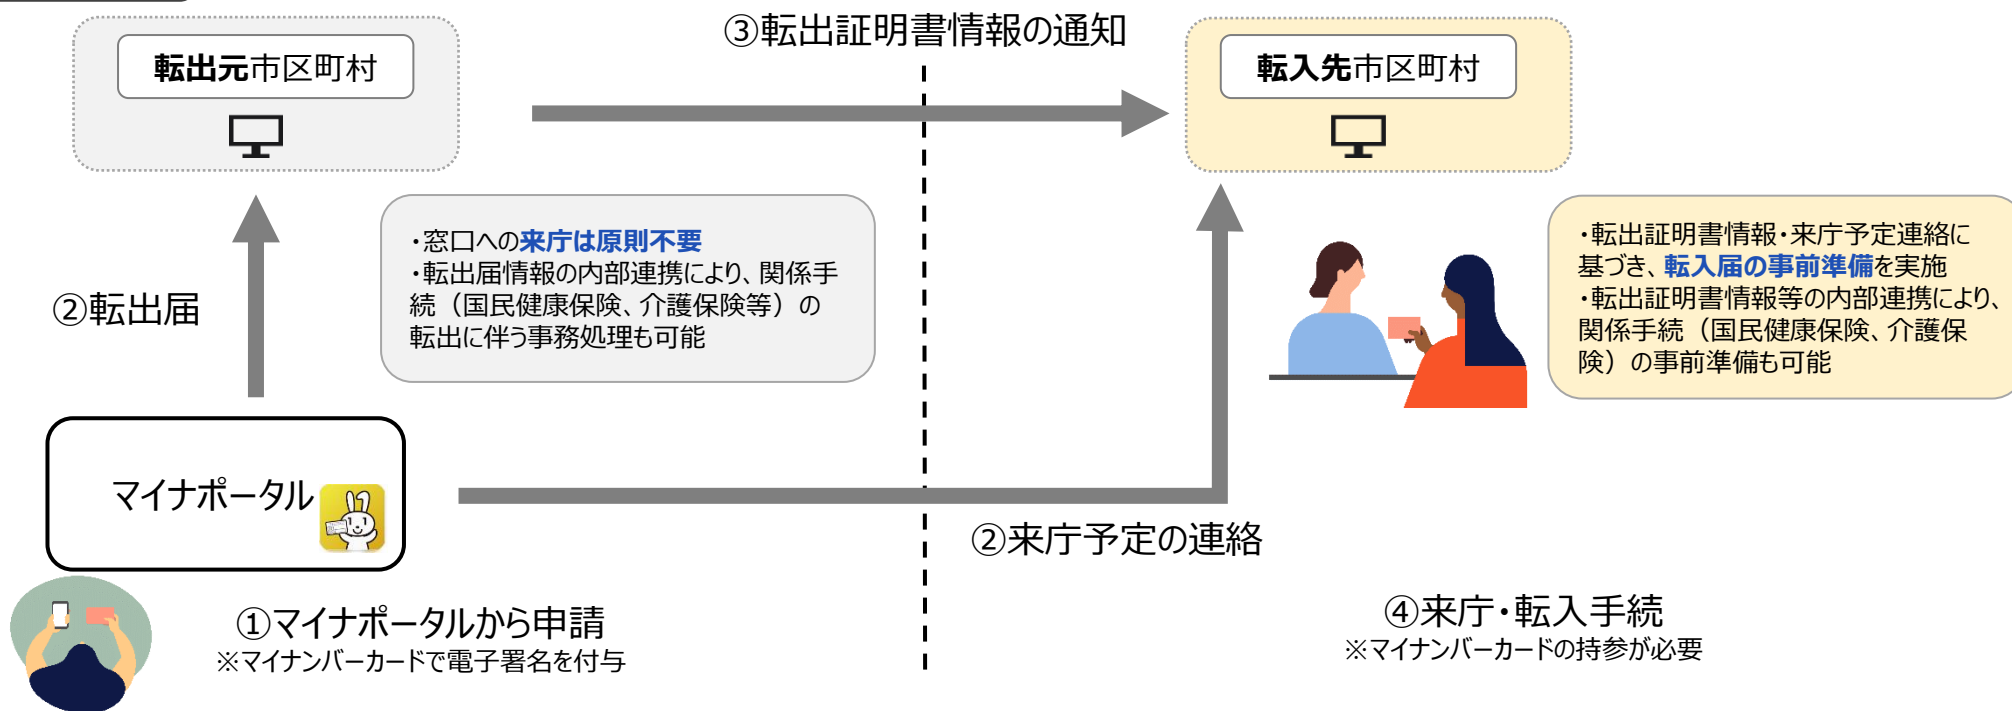 ③転出証明書情報の通知
転出元市区町村
転入先市区町村
・窓口への来庁は原則不要
・転出届情報の内部連携により、関係手
続（国民健康保険、介護保険等）の
転出に伴う事務処理も可能
②転出届
・転出証明書情報・来庁予定連絡に
基づき、転入届の事前準備を実施
・転出証明書情報等の内部連携により、
関係手続（国民健康保険、介護保
険）の事前準備も可能
マイナポータル
②来庁予定の連絡
①マイナポータルから申請
※マイナンバーカードで電子署名を付与
④来庁・転入手続
※マイナンバーカードの持参が必要